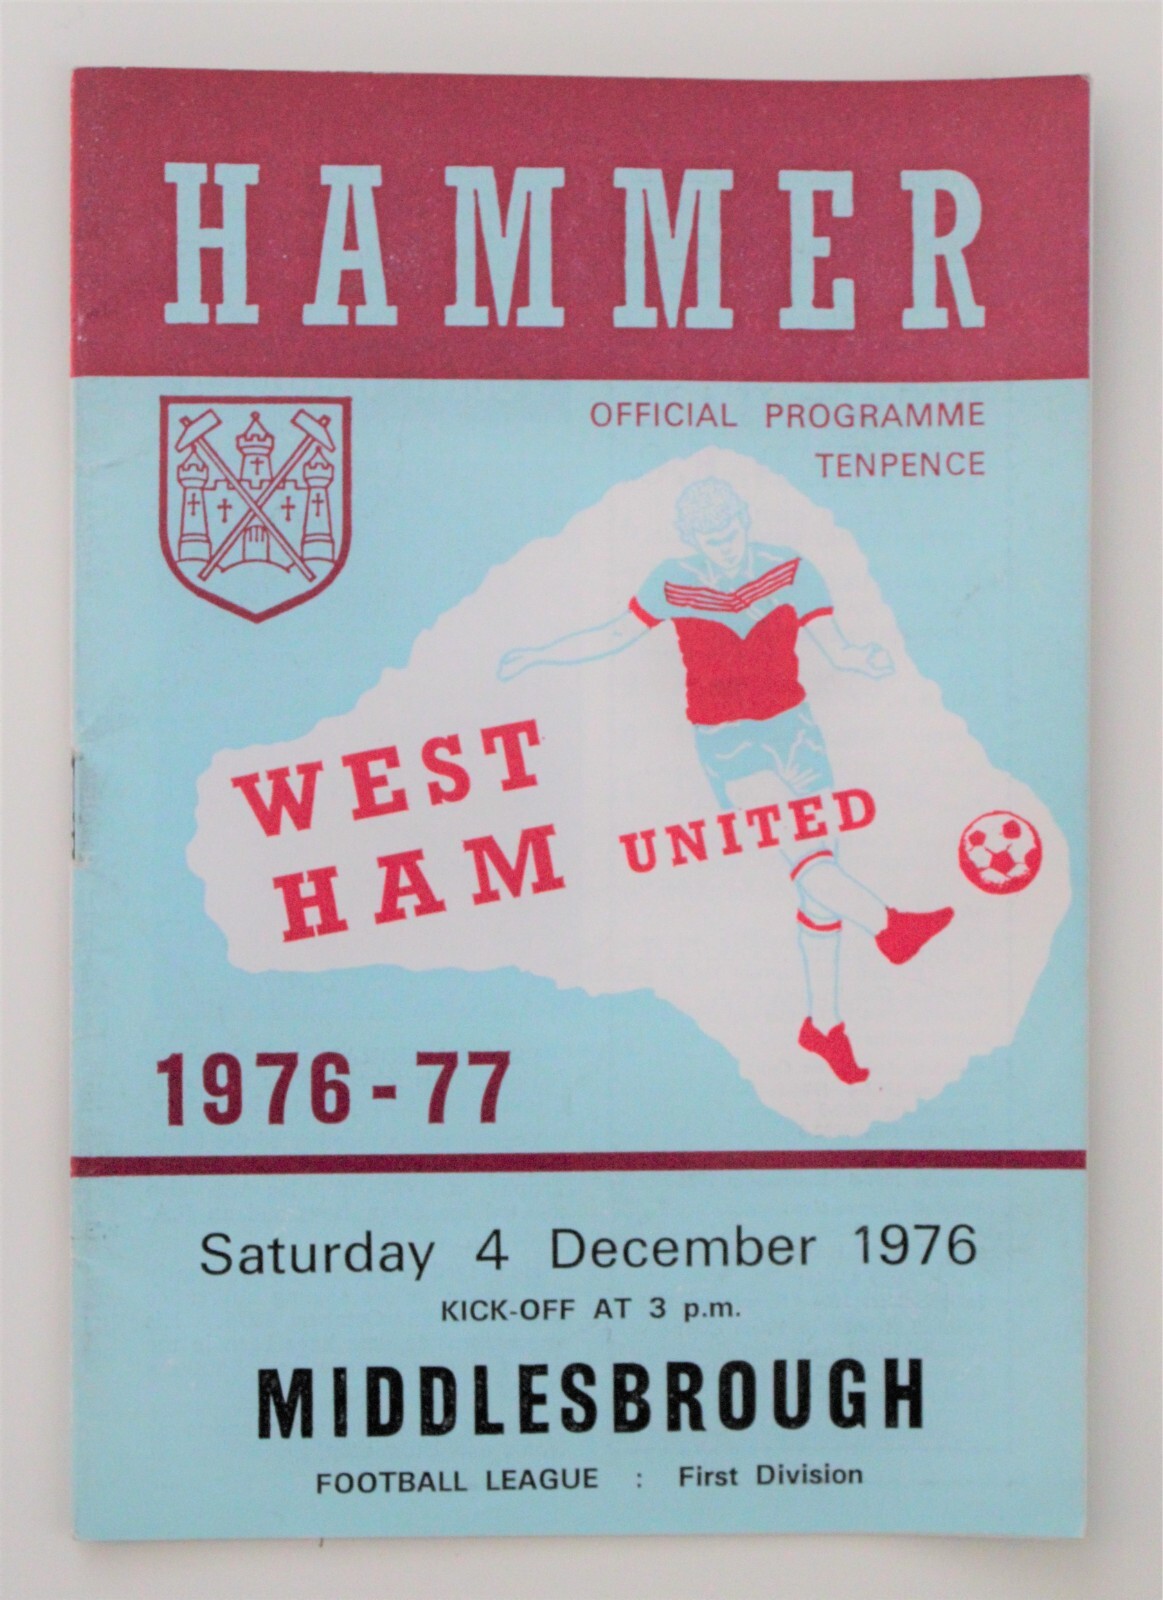 HAMMER
OFFICIAL PROGRAMME
TENPENCE
WEST
HAM UNITED
1976-77
Saturday 4 December 1976
KICK-OFF AT 3 p.m.
MIDDLESBROUGH
FOOTBALL LEAGUE : First Division